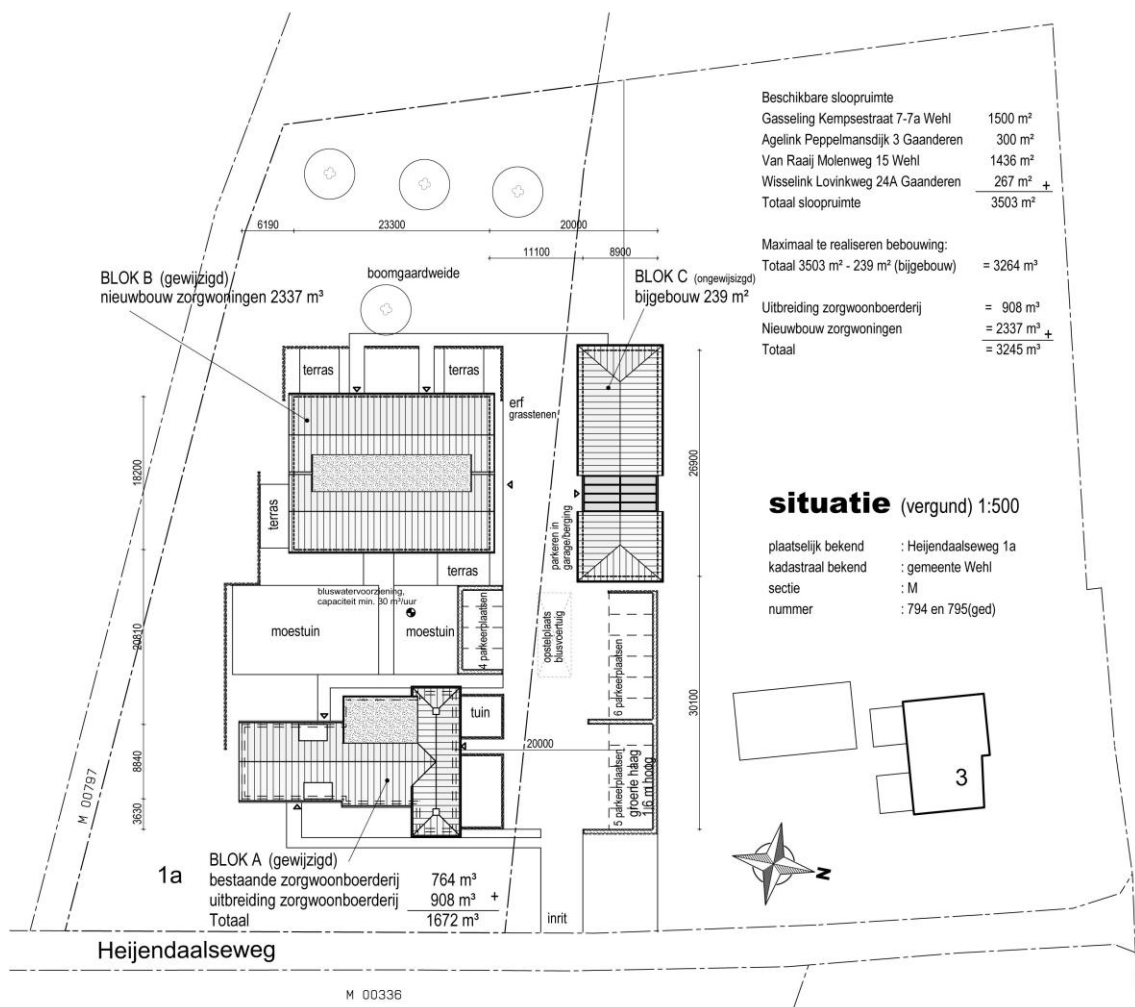 Beschikbare sloopruimte
Gasseling Kempsestraat 7-7a Wehl 1500 m²
Agelink Peppelmansdijk 3 Gaanderen 300 m²
Van Raaij Molenweg 15 Wehl 1436 m²
Wisselink Lovinkweg 24A Gaanderen 267 m² +
Totaal sloopruimte 3503 m²
Maximaal te realiseren bebouwing:
Totaal 3503 m² - 239 m² (bijgebouw) = 3264 m³
Uitbreiding zorgwoonboerderij = 908 m³
Nieuwbouw zorgwoningen = 2337 m³ +
Totaal = 3245 m³
6190 23300 20000
11100 8900
BLOK B (gewijzigd)
nieuwbouw zorgwoningen 2337 m³
boomgaardweide
BLOK C (ongewijsizgd)
bijgebouw 239 m²
terras
terras
erf
grasstenen
18200
26900
terras
parkeren in
garage/berging
terras
bluswatervoorziening,
capaciteit min. 30 m³/uur
moestuin
moestuin
4 parkeerplaatsen
opstelplaats
blusvoertuig
6 parkeerplaatsen
20810
30100
tuin
20000
5 parkeerplaatsen
groene haag
1.6 m hoog
8840
3630
M 00797
situatie (vergund) 1:500
plaatselijk bekend : Heijendaalseweg 1a
kadastraal bekend : gemeente Wehl
sectie : M
nummer : 794 en 795(ged)
3
N
1a
BLOK A (gewijzigd)
bestaande zorgwoonboerderij 764 m³
uitbreiding zorgwoonboerderij 908 m³ +
Totaal 1672 m³
inrit
Heijendaalseweg
M 00336